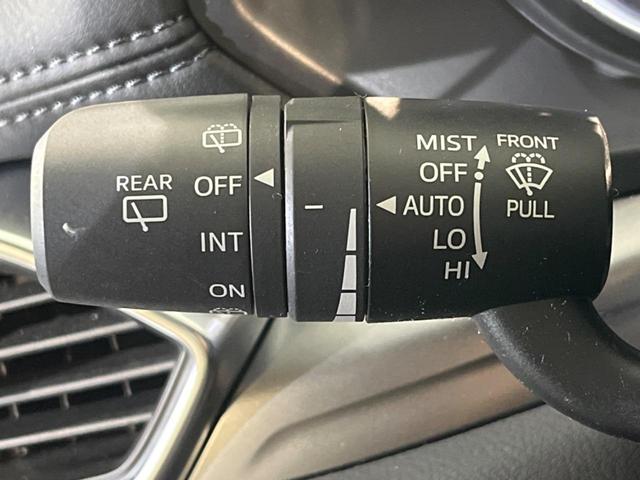 REAR
OFF
INT
ON
MIST
OFF
AUTO
LO
HI
FRONT
PULL